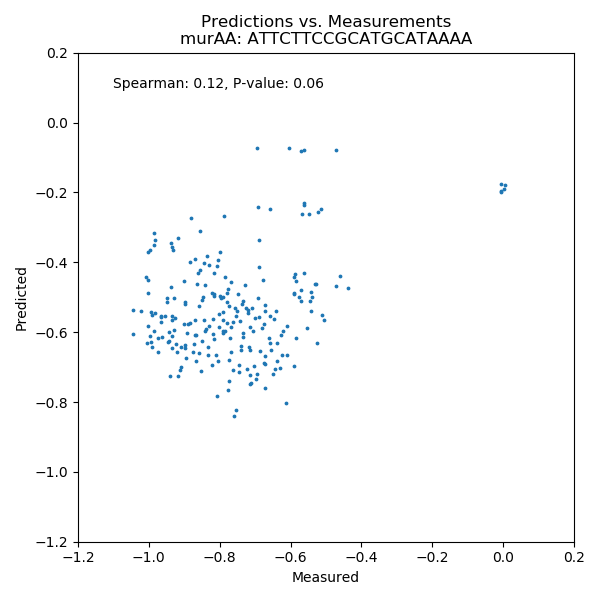 Predictions vs. Measurements
murAA: ATTCTTCCGCATGCATAAAA
Spearman: 0.12, P-value: 0.06
0.2
0.0
−0.2
−0.4
−0.6
−0.8
−1.0
−1.2
Predicted
−1.2 −1.0 −0.8 −0.6 −0.4 −0.2 0.0 0.2
Measured